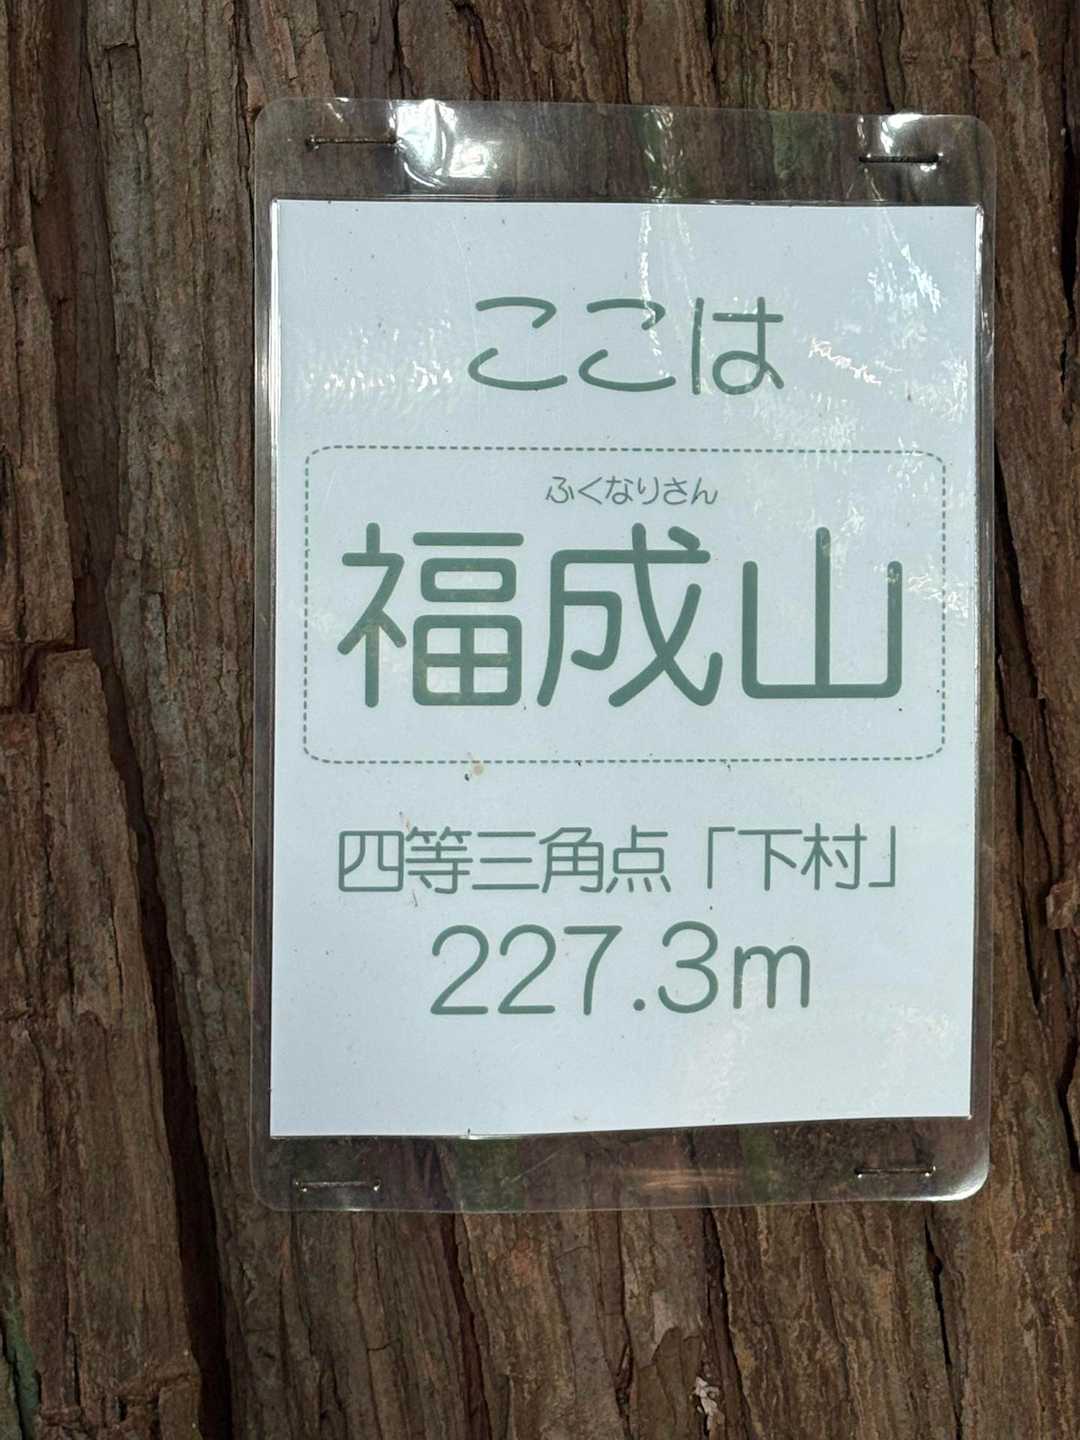 ここは
ふくなりさん
福成山
四等三角点「下村」
227.3m